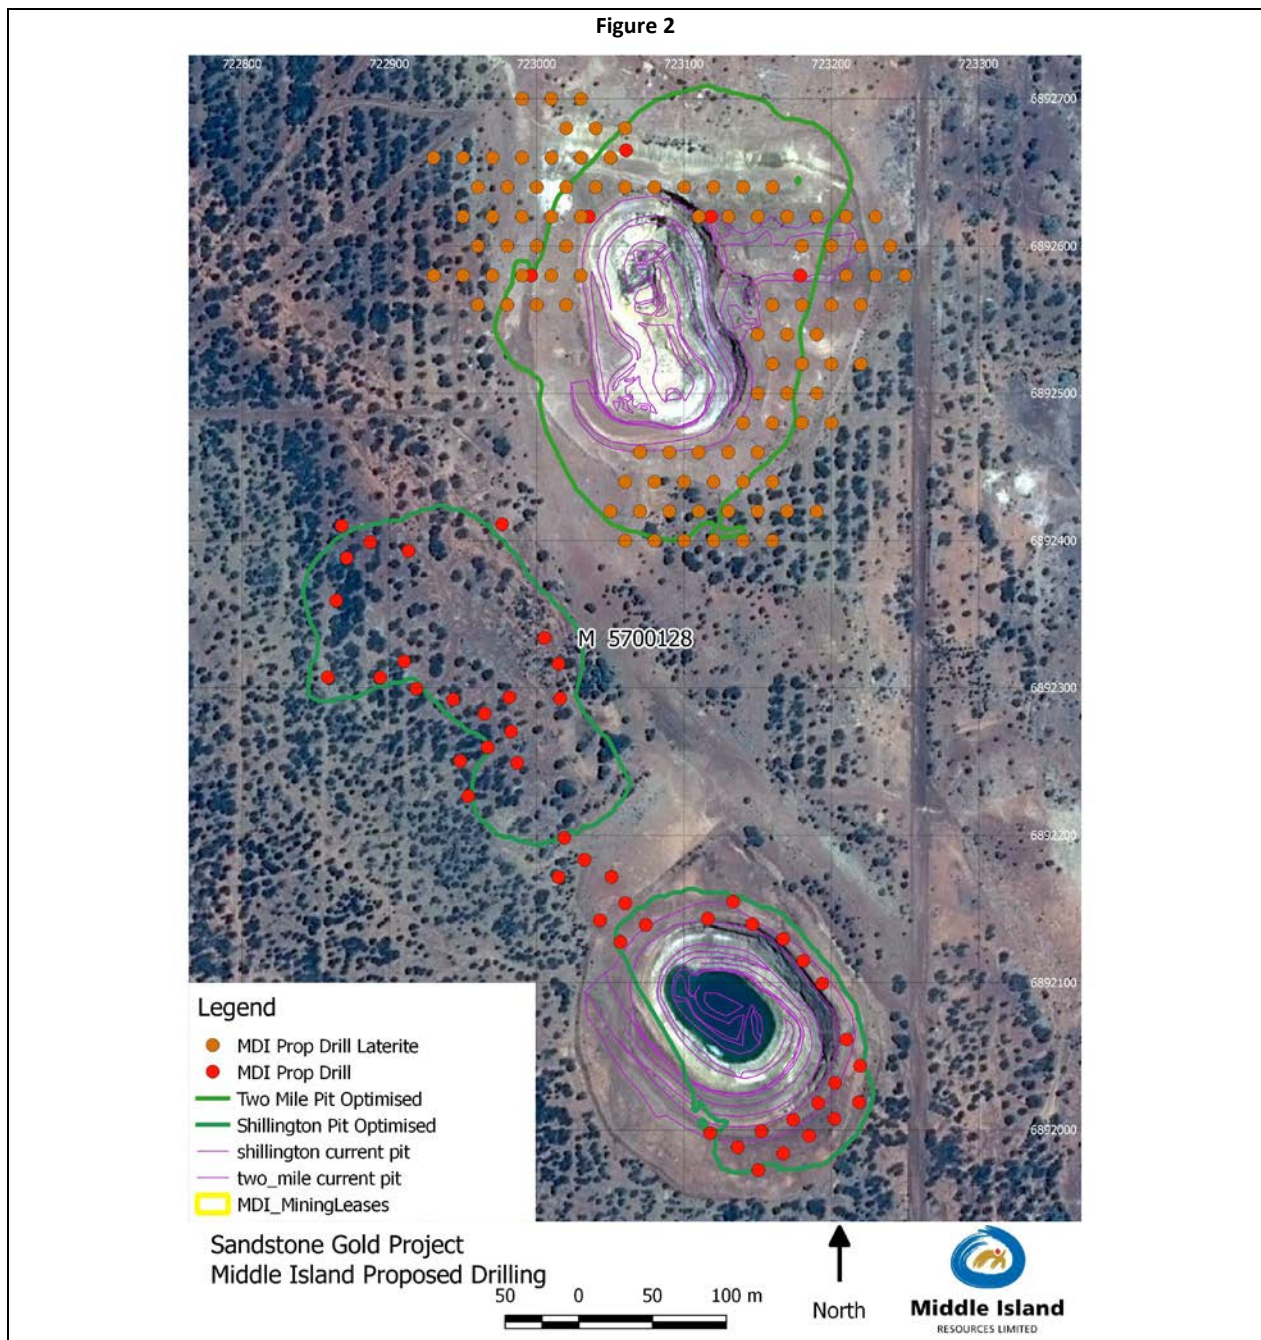 Figure 2
722800 722900 723000 723100 723200 723300
6892700
6892600
6892500
6892400
M 5700128
6892300
6892200
6892100
6892000
Legend
MDI Prop Drill Laterite
MDI Prop Drill
Two Mile Pit Optimised
Shillington Pit Optimised
shillington current pit
two_mile current pit
MDI_MiningLeases
Sandstone Gold Project
Middle Island Proposed Drilling
50 0 50 100 m
North
Middle Island
RESOURCES LIMITED